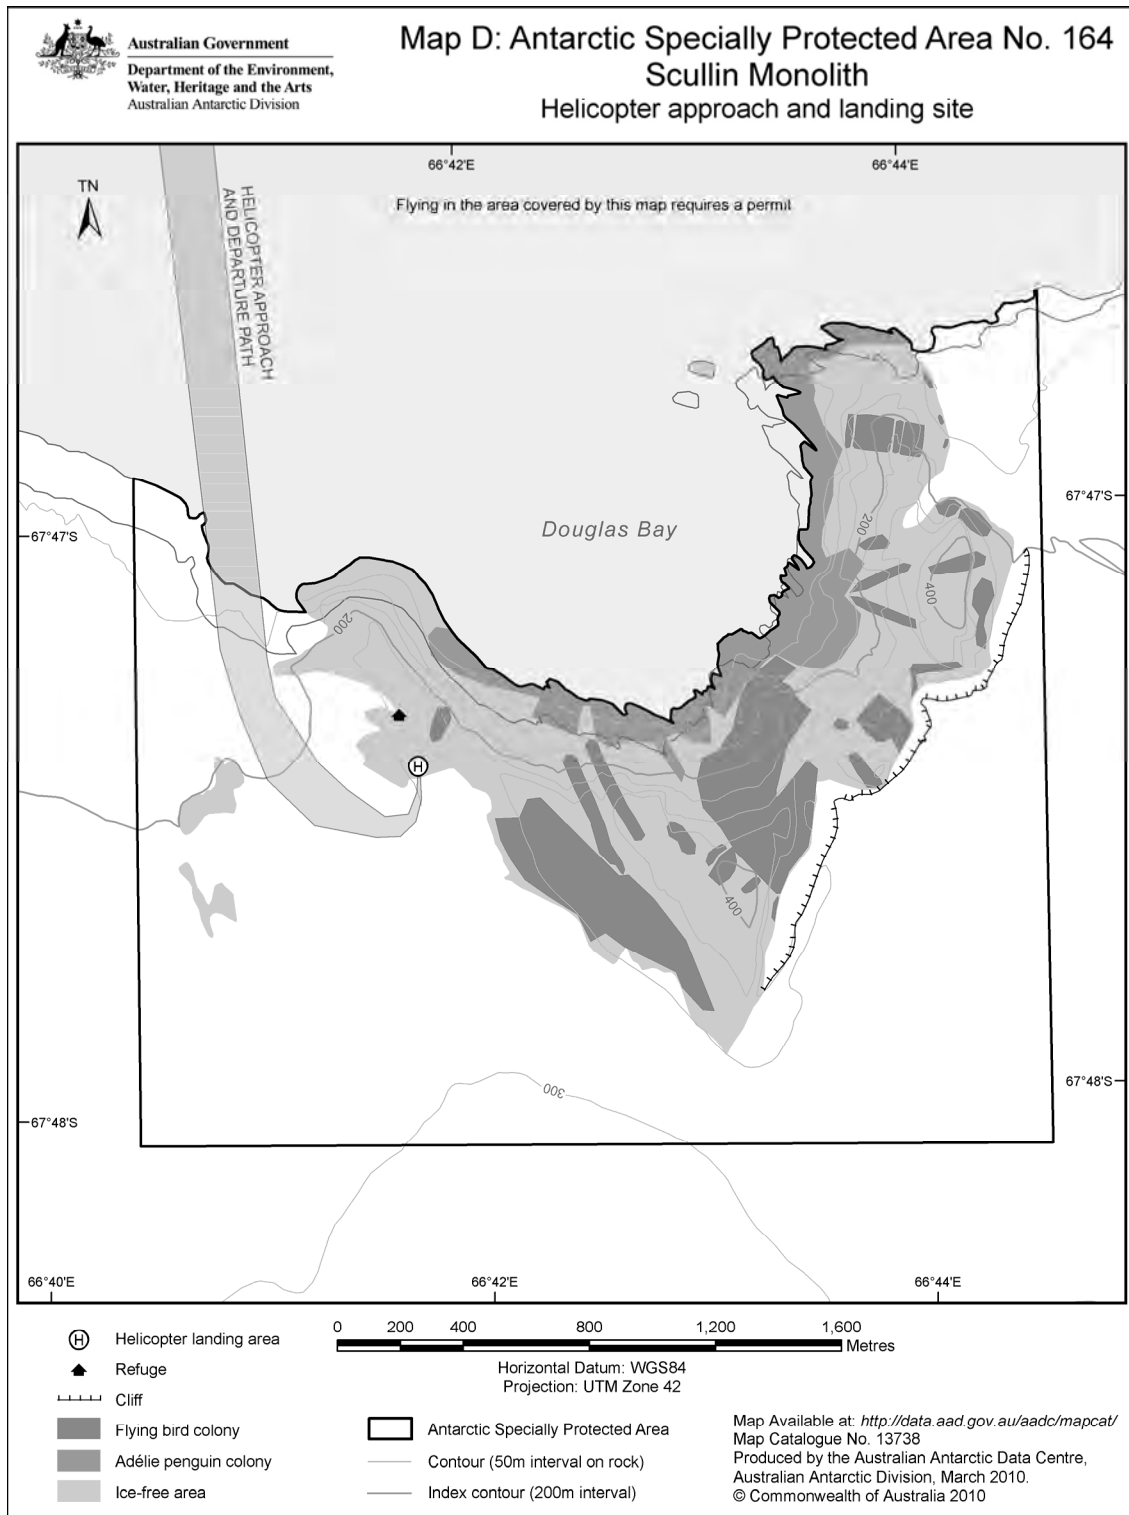 Australian Government
Department of the Environment,
Water, Heritage and the Arts
Australian Antarctic Division
Map D: Antarctic Specially Protected Area No. 164
Scullin Monolith
Helicopter approach and landing site
66°42'E
66°44'E
TN
Flying in the area covered by this map requires a permit
HELICOPTER APPROACH
AND DEPARTURE PATH
67°47'S
67°47'S
Douglas Bay
200
400
200
H
400
300
67°48'S
67°48'S
66°40'E
66°42'E
66°44'E
H
Helicopter landing area
Refuge
Cliff
Flying bird colony
Adélie penguin colony
Ice-free area
0 200 400 800 1,200 1,600
Metres
Horizontal Datum: WGS84
Projection: UTM Zone 42
Antarctic Specially Protected Area
Contour (50m interval on rock)
Index contour (200m interval)
Map Available at: http://data.aad.gov.au/aadc/mapcat/
Map Catalogue No. 13738
Produced by the Australian Antarctic Data Centre,
Australian Antarctic Division, March 2010.
© Commonwealth of Australia 2010